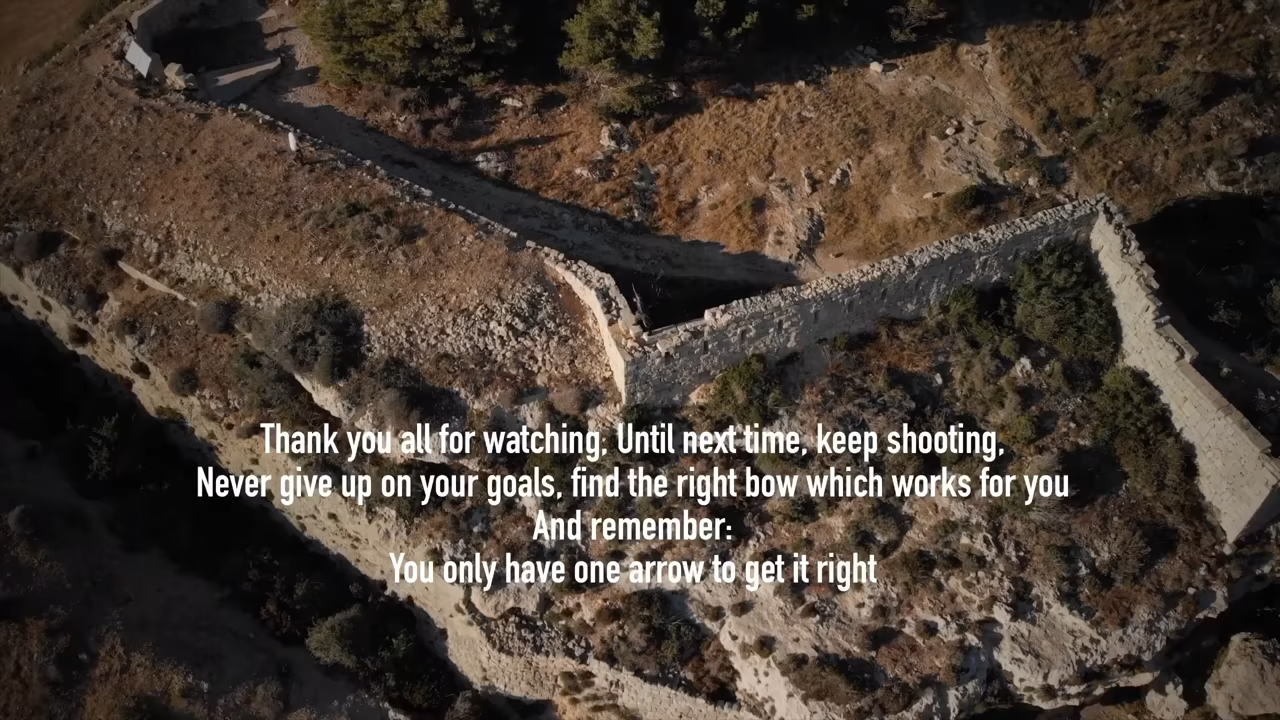 Thank you all for watching, Until next time, keep shooting,
Never give up on your goals, find the right bow which works for you
And remember:
You only have one arrow to get it right